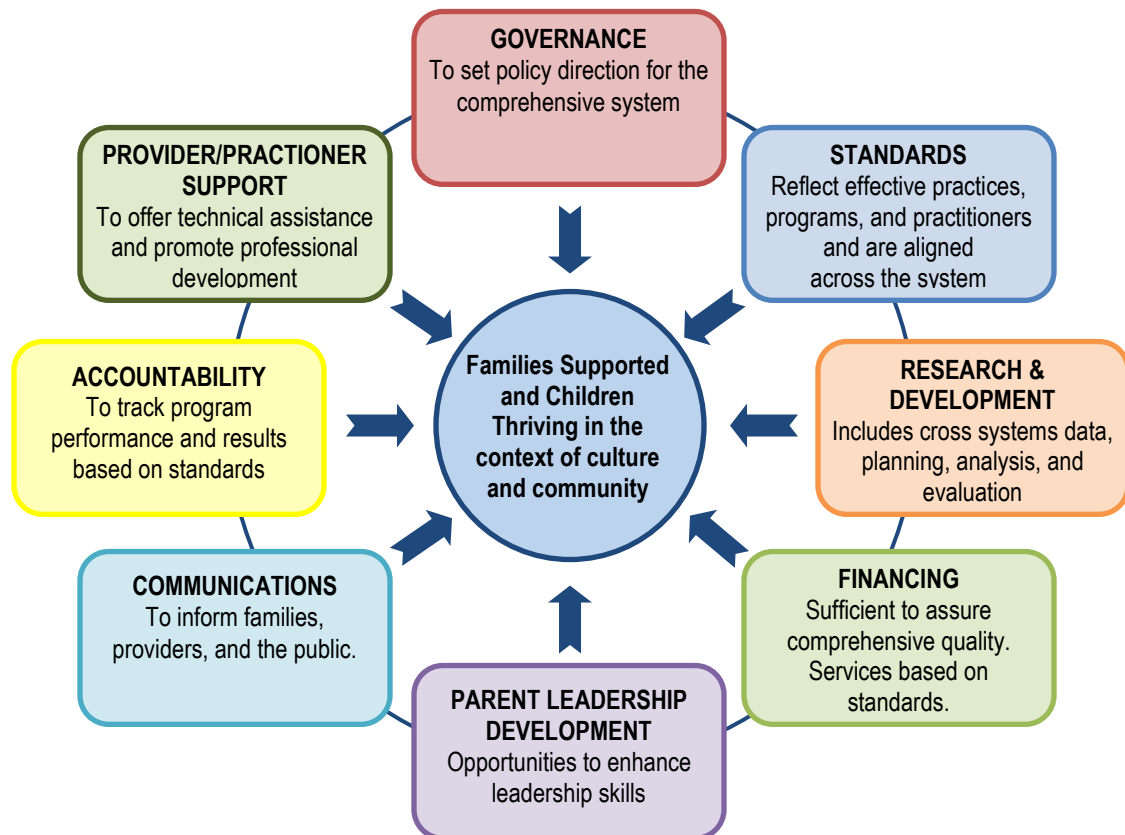 GOVERNANCE
To set policy direction for the
comprehensive system
PROVIDER/PRACTIONER
SUPPORT
To offer technical assistance
and promote professional
development
STANDARDS
Reflect effective practices,
programs, and practitioners
and are aligned
across the system
ACCOUNTABILITY
To track program
performance and results
based on standards
Families Supported
and Children
Thriving in the
context of culture
and community
RESEARCH &
DEVELOPMENT
Includes cross systems data,
planning, analysis, and
evaluation
COMMUNICATIONS
To inform families,
providers, and the public.
FINANCING
Sufficient to assure
comprehensive quality.
Services based on
standards.
PARENT LEADERSHIP
DEVELOPMENT
Opportunities to enhance
leadership skills